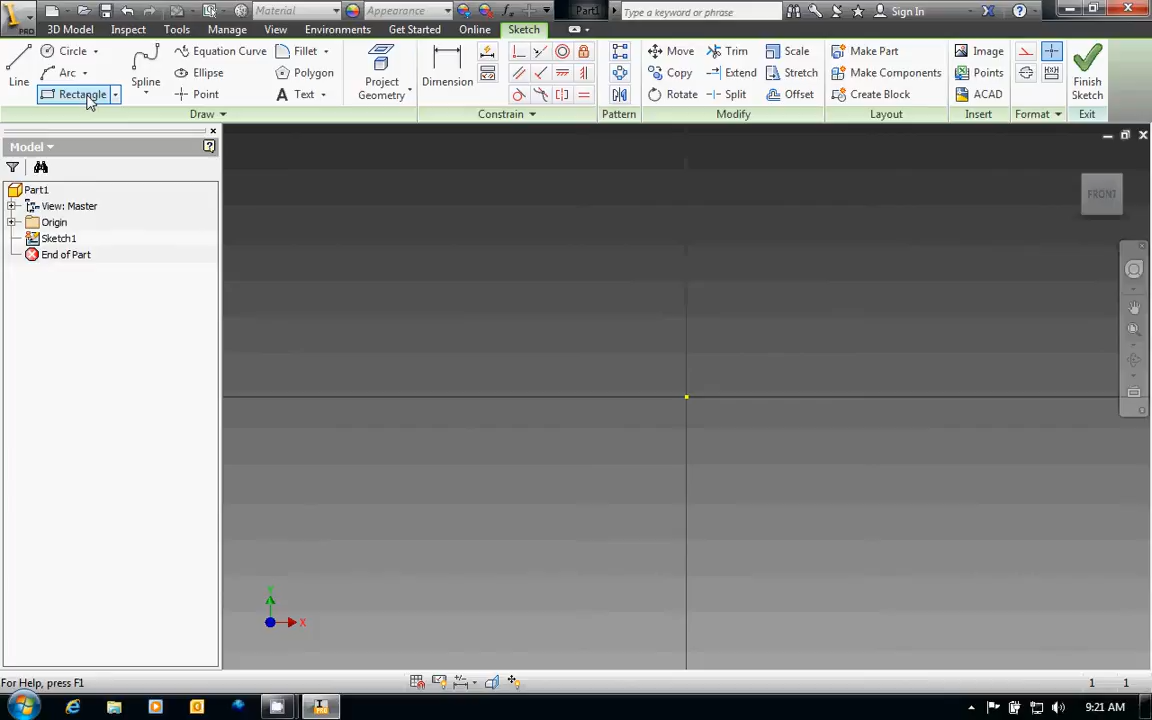 Material
Appearance
Part1
Type a keyword or phrase
Sign In
PRO
3D Model
Inspect
Tools
Manage
View
Environments
Get Started
Online
Sketch
Line
Circle
Arc
Rectangle
Spline
Equation Curve
Ellipse
Point
Fillet
Polygon
Text
Project
Geometry
Dimension
Move
Copy
Rotate
Trim
Extend
Split
Scale
Stretch
Offset
Make Part
Make Components
Create Block
Image
Points
ACAD
Finish
Sketch
Draw
Constrain
Pattern
Modify
Layout
Insert
Format
Exit
Model
Part1
View: Master
Origin
Sketch1
End of Part
FRONT
Y
X
For Help, press F1
1
1
9:21 AM